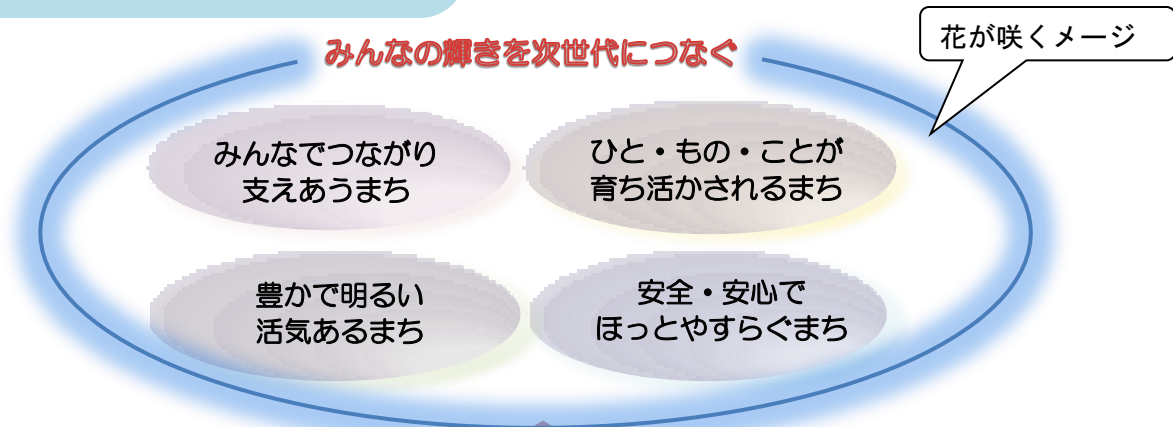 みんなの輝きを次世代につなぐ
花が咲くメージ
みんなでつながり
支えあうまち
ひと・もの・ことが
育ち活かされるまち
豊かで明るい
活気あるまち
安全・安心で
ほっとやすらぐまち